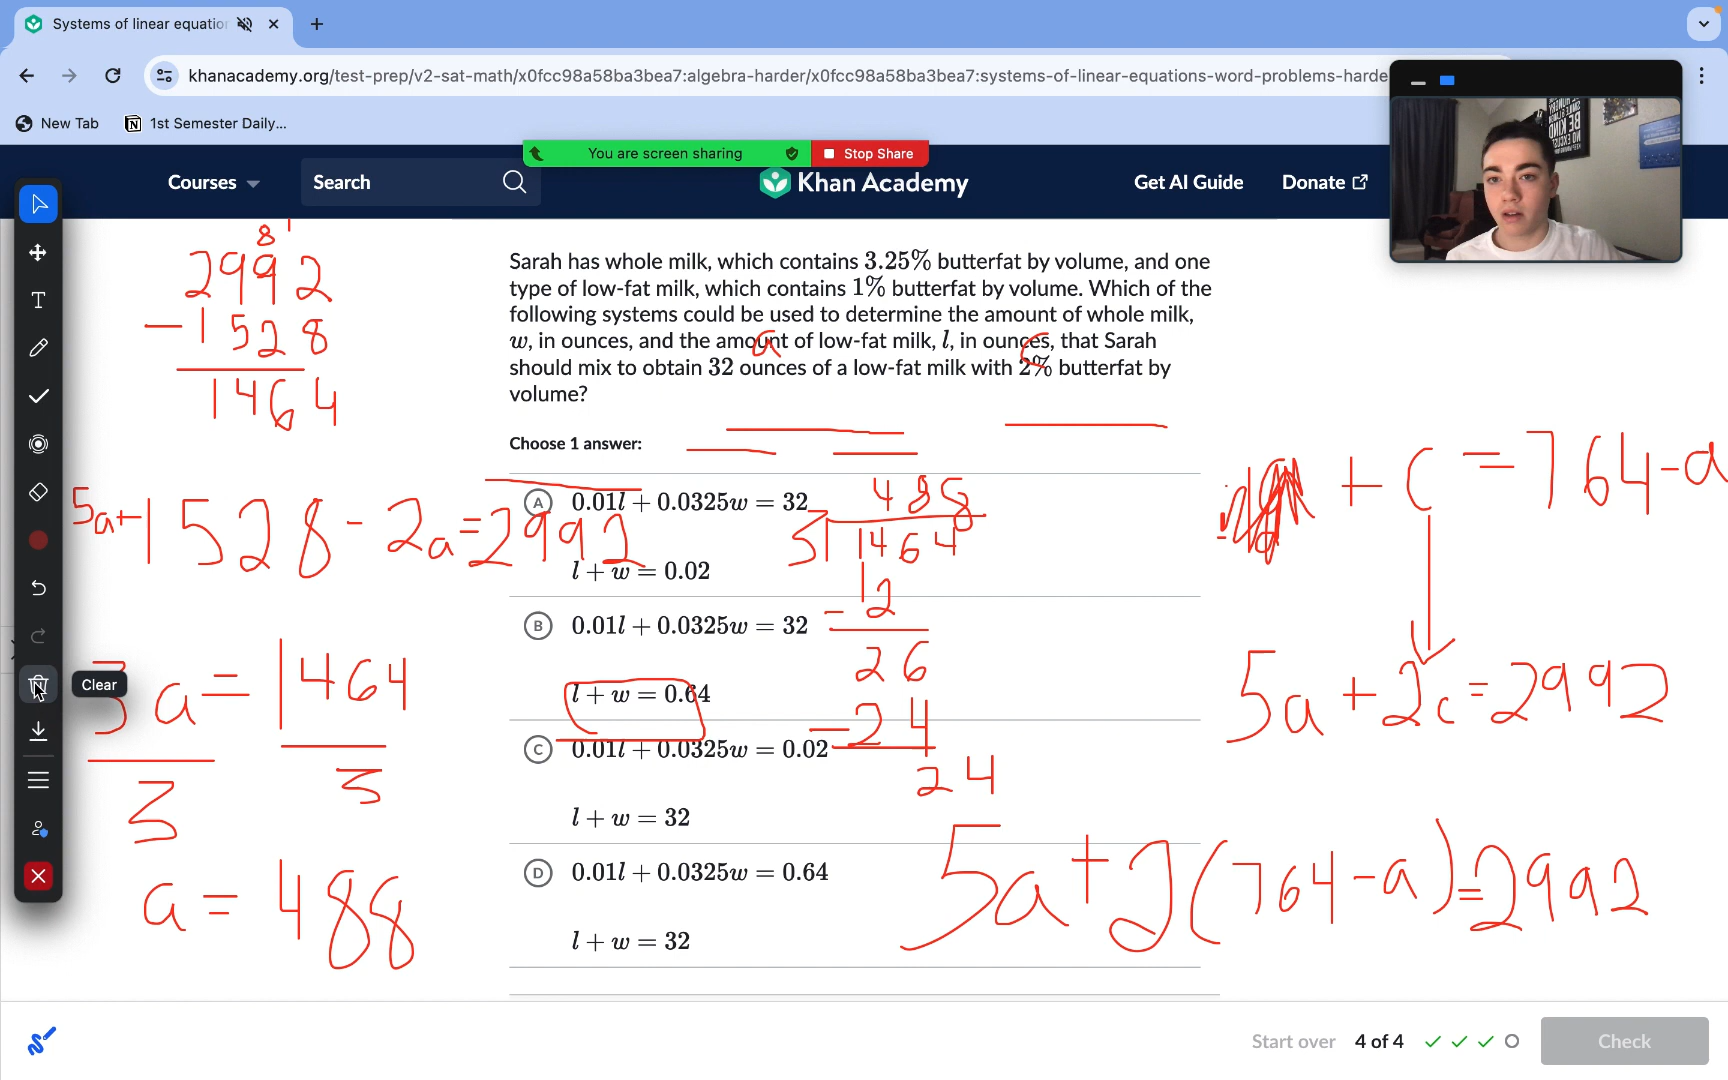 Systems of linear equatio
khanacademy.org/test-prep/v2-sat-math/x0fcc98a58ba3bea7:algebra-harder/x0fcc98a58ba3bea7:systems-of-linear-equations-word-problems-harde
New Tab
1st Semester Daily...
You are screen sharing
Stop Share
Courses
Search
Khan Academy
Get AI Guide
Donate
BE KIND
8 1
2992
-1528
1464
Sarah has whole milk, which contains 3.25% butterfat by volume, and one
type of low-fat milk, which contains 1% butterfat by volume. Which of the
following systems could be used to determine the amount of whole milk,
w, in ounces, and the amount of low-fat milk, l, in ounces, that Sarah
should mix to obtain 32 ounces of a low-fat milk with 2% butterfat by
volume?
a
c
Choose 1 answer:
A 0.01l + 0.0325w = 32
l + w = 0.02
B 0.01l + 0.0325w = 32
l + w = 0.64
C 0.01l + 0.0325w = 0.02
l + w = 32
D 0.01l + 0.0325w = 0.64
l + w = 32
5a+1528-2a=2992
3a=1464
3 3
a=488
Clear
488
3 1464
-12
26
-24
24
+c=764-a
5a+2c=2992
5a+2(764-a)=2992
Start over
4 of 4
Check